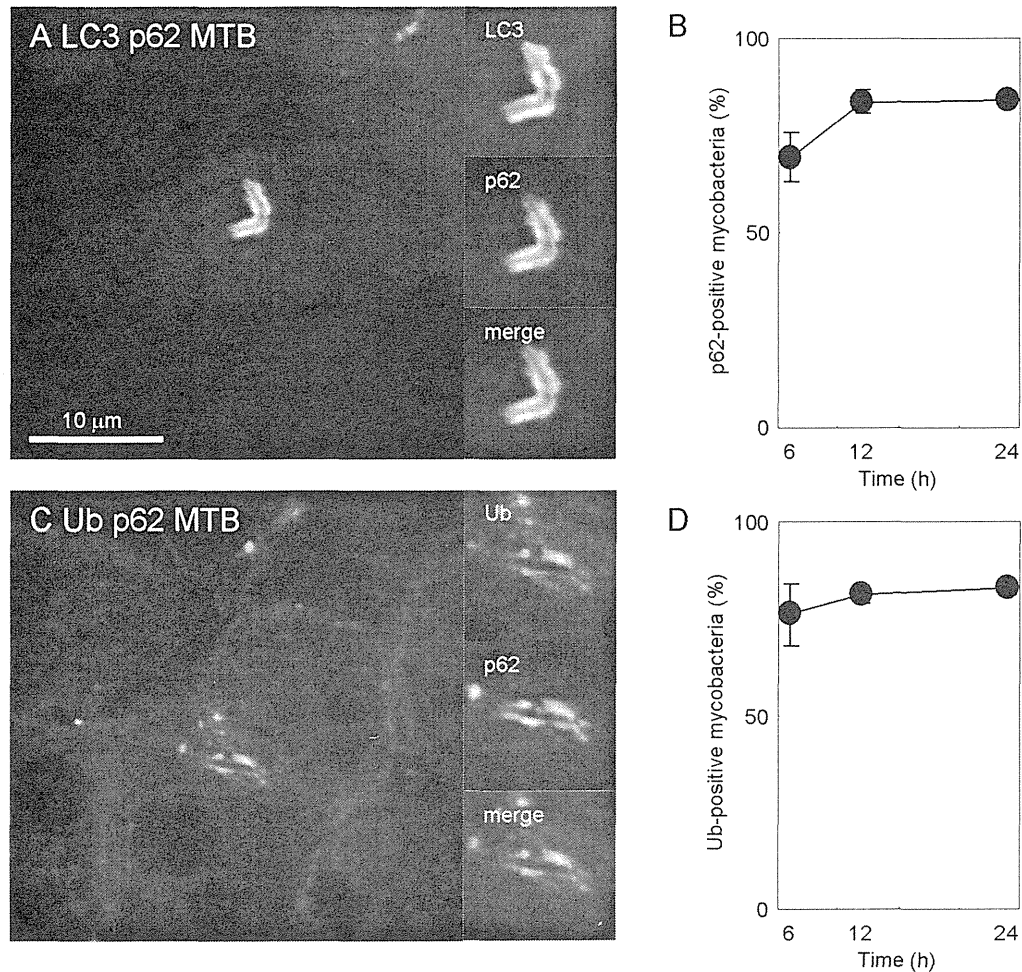 A LC3 p62 MTB
LC3
p62
merge
10 μm
B
100
50
0
p62-positive mycobacteria (%)
6 12 24
Time (h)
C Ub p62 MTB
Ub
p62
merge
D
100
50
0
Ub-positive mycobacteria (%)
6 12 24
Time (h)